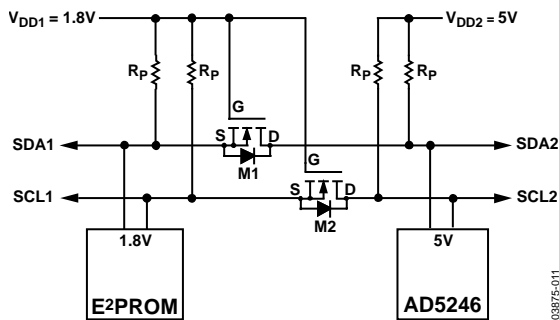 VDD1 = 1.8V
VDD2 = 5V
RP
RP
RP
RP
G
SDA1
S
D
SDA2
M1
G
SCL1
S
D
SCL2
M2
1.8V
5V
E2PROM
AD5246
03875-011